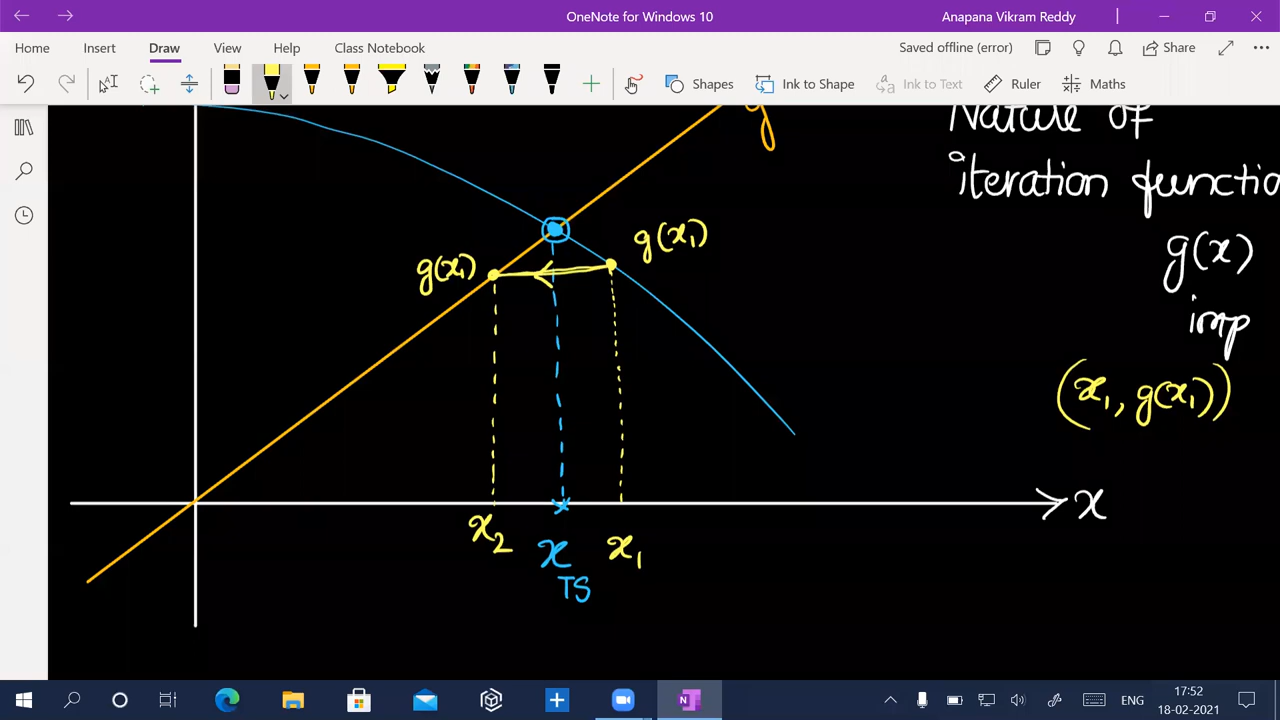 OneNote for Windows 10
Anapana Vikram Reddy
Home Insert Draw View Help Class Notebook
Saved offline (error)
Share
Shapes
Ink to Shape
Ink to Text
Ruler
Maths
y
Nature of
iteration functio
g(x)
imp
(x₁, g(x₁))
g(x₁)
g(x₁)
x
x₂
x
TS
x₁
ENG
17:52
18-02-2021